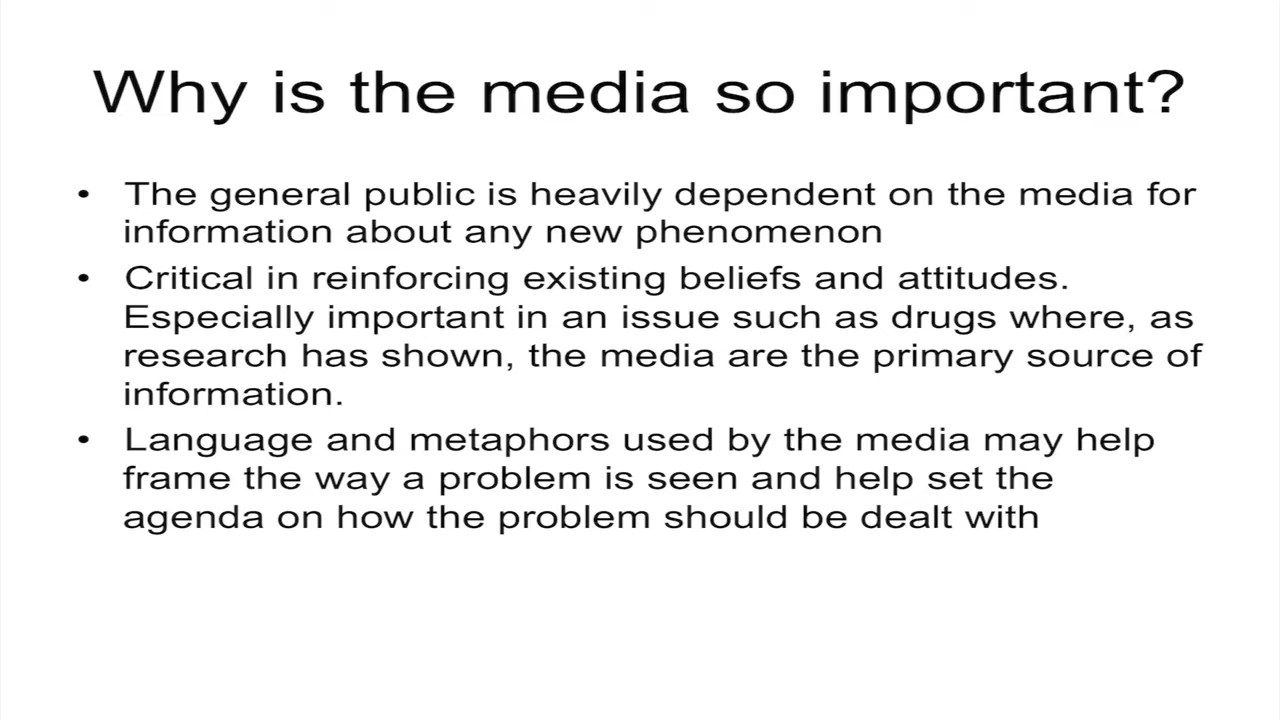 Why is the media so important?
• The general public is heavily dependent on the media for
information about any new phenomenon
• Critical in reinforcing existing beliefs and attitudes.
Especially important in an issue such as drugs where, as
research has shown, the media are the primary source of
information.
• Language and metaphors used by the media may help
frame the way a problem is seen and help set the
agenda on how the problem should be dealt with